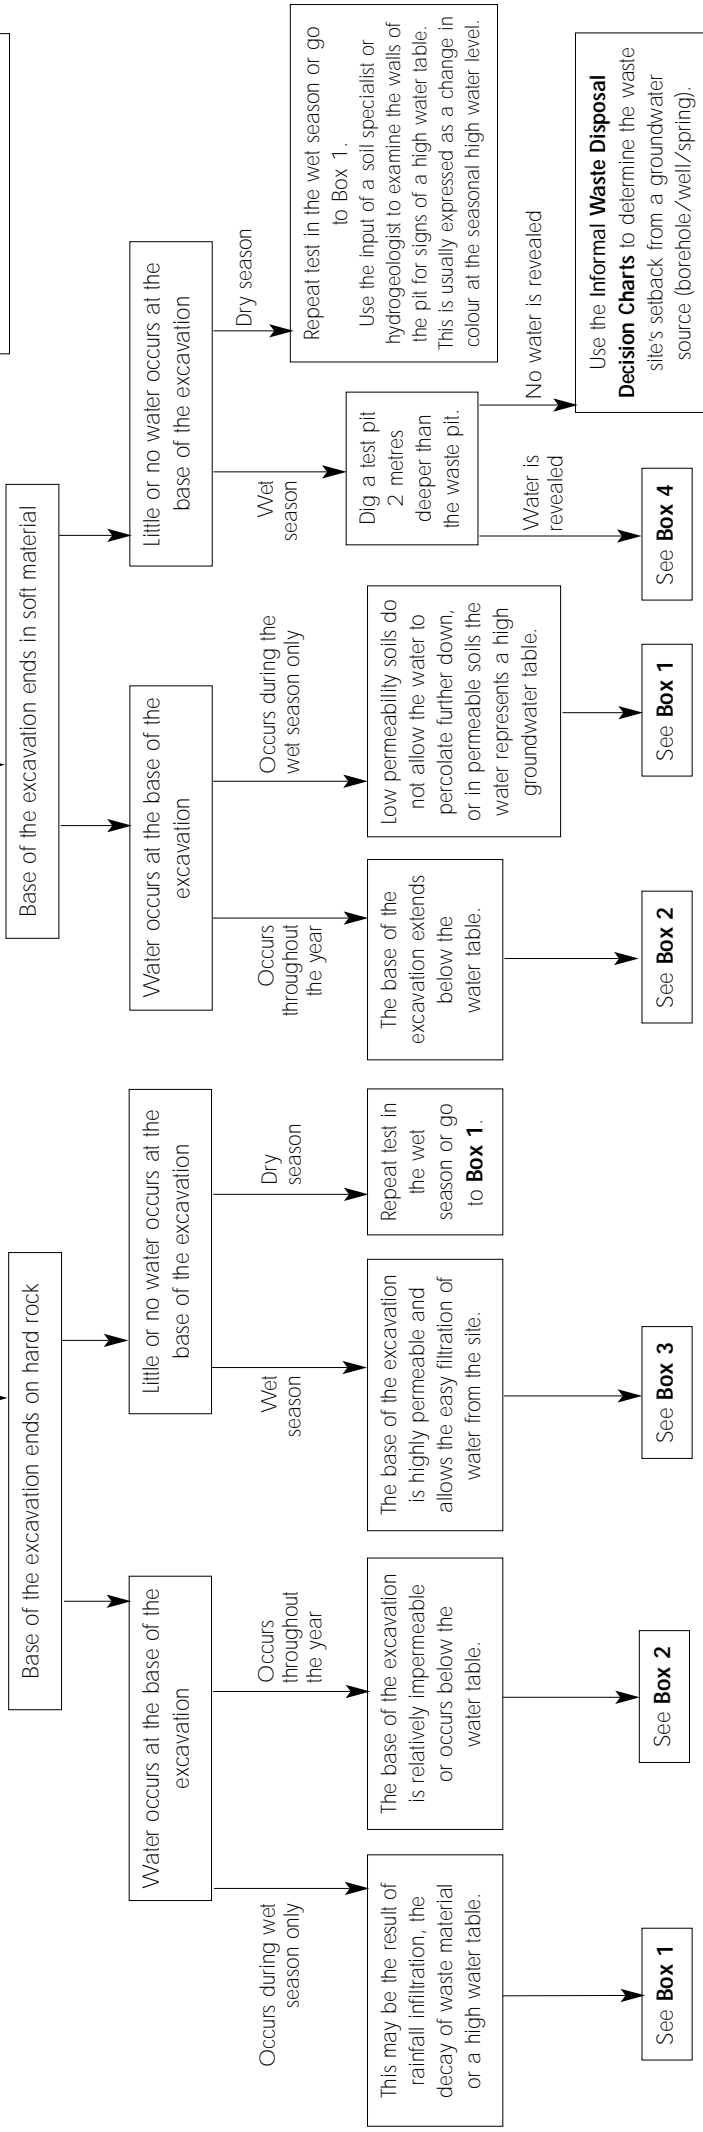 Base of the excavation ends on hard rock
Water occurs at the base of the
excavation
Occurs during wet
season only
This may be the result of
rainfall infiltration, the
decay of waste material
or a high water table.
See Box 1
Occurs
throughout
the year
The base of the excavation
is relatively impermeable
or occurs below the
water table.
See Box 2
Little or no water occurs at the
base of the excavation
Wet
season
The base of the excavation
is highly permeable and
allows the easy filtration of
water from the site.
See Box 3
Dry
season
Repeat test in
the wet
season or go
to Box 1.
Base of the excavation ends in soft material
Water occurs at the base of the
excavation
Occurs
throughout
the year
The base of the
excavation extends
below the
water table.
See Box 2
Occurs during the
wet season only
Low permeability soils do
not allow the water to
percolate further down,
or in permeable soils the
water represents a high
groundwater table.
See Box 1
Little or no water occurs at the
base of the excavation
Wet
season
Dig a test pit
2 metres
deeper than
the waste pit.
Water is
revealed
See Box 4
No water is revealed
Use the Informal Waste Disposal
Decision Charts to determine the waste
site's setback from a groundwater
source (borehole/well/spring).
Dry season
Repeat test in the wet season or go
to Box 1.
Use the input of a soil specialist or
hydrogeologist to examine the walls of
the pit for signs of a high water table.
This is usually expressed as a change in
colour at the seasonal high water level.